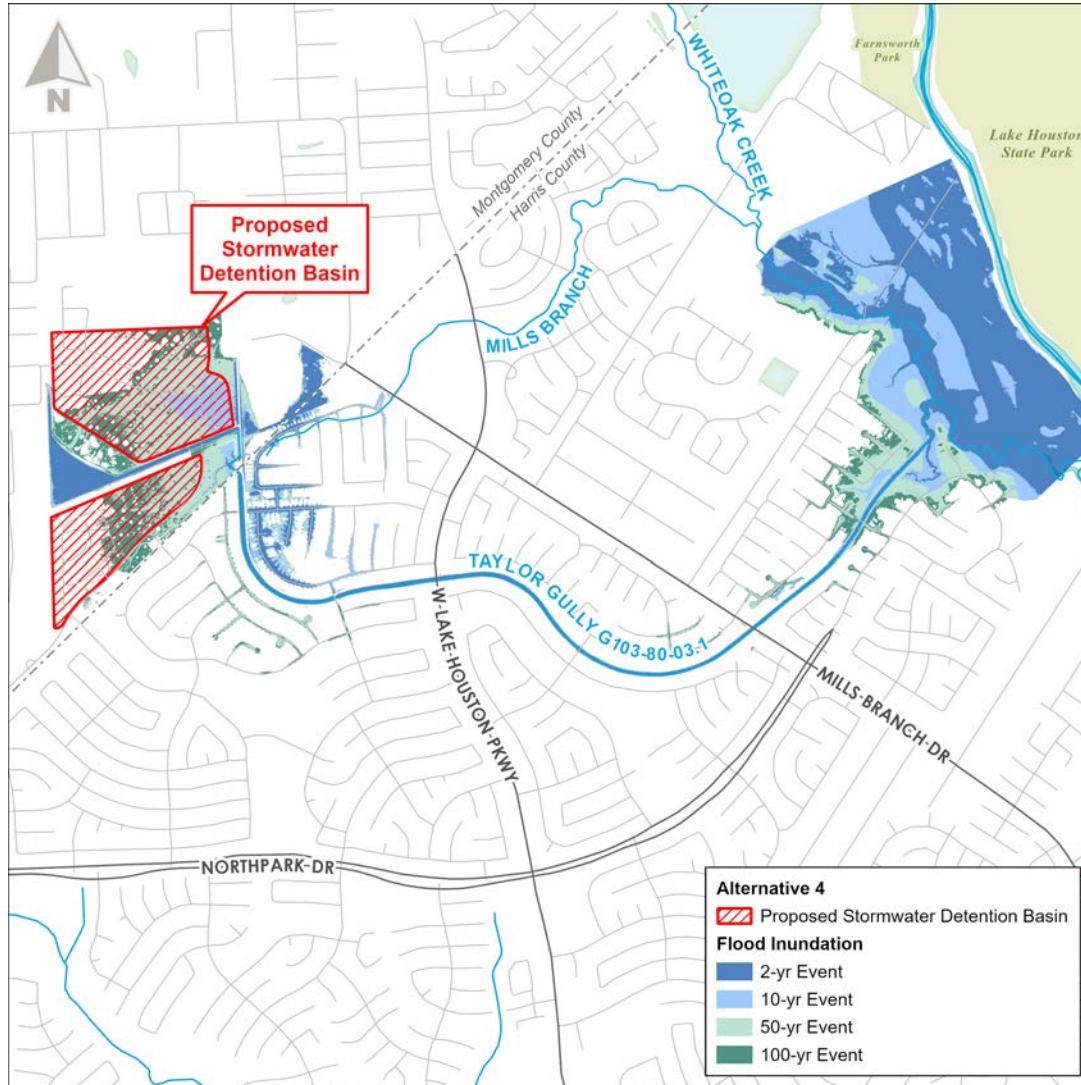 N
Farnsworth
Park
WHITEOAK CREEK
Lake Houston
State Park
Montgomery County
Harris County
Proposed
Stormwater
Detention Basin
MILLS BRANCH
TAYLOR GULLY G103-80-03.1
W-LAKE-HOUSTON-PKWY
MILLS-BRANCH-DR
NORTHPARK-DR
Alternative 4
Proposed Stormwater Detention Basin
Flood Inundation
2-yr Event
10-yr Event
50-yr Event
100-yr Event